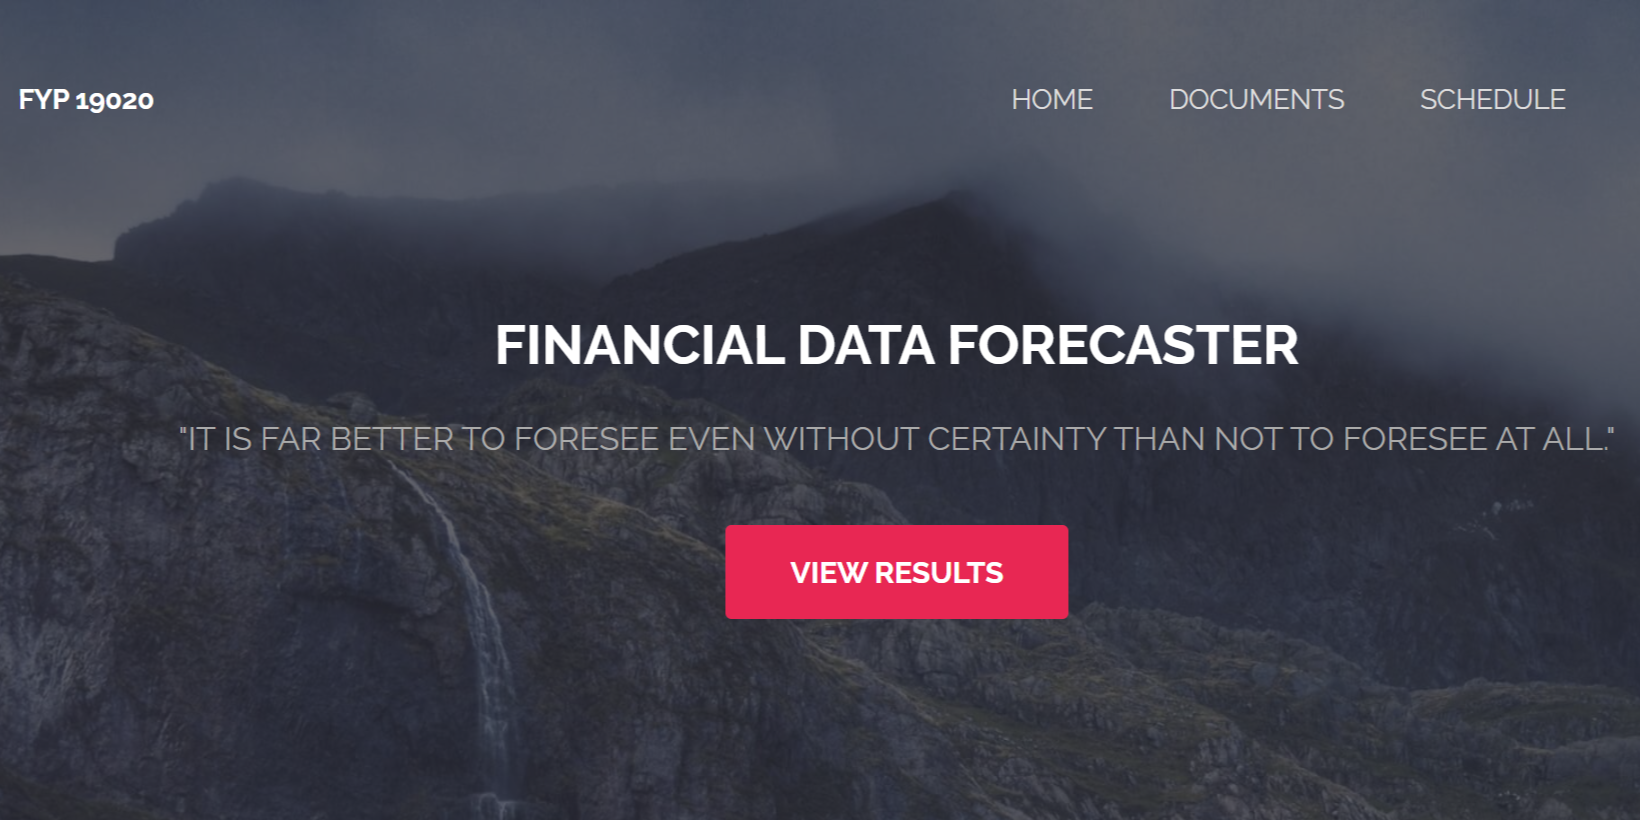 FYP 19020
HOME
DOCUMENTS
SCHEDULE
FINANCIAL DATA FORECASTER
"IT IS FAR BETTER TO FORESEE EVEN WITHOUT CERTAINTY THAN NOT TO FORESEE AT ALL."
VIEW RESULTS